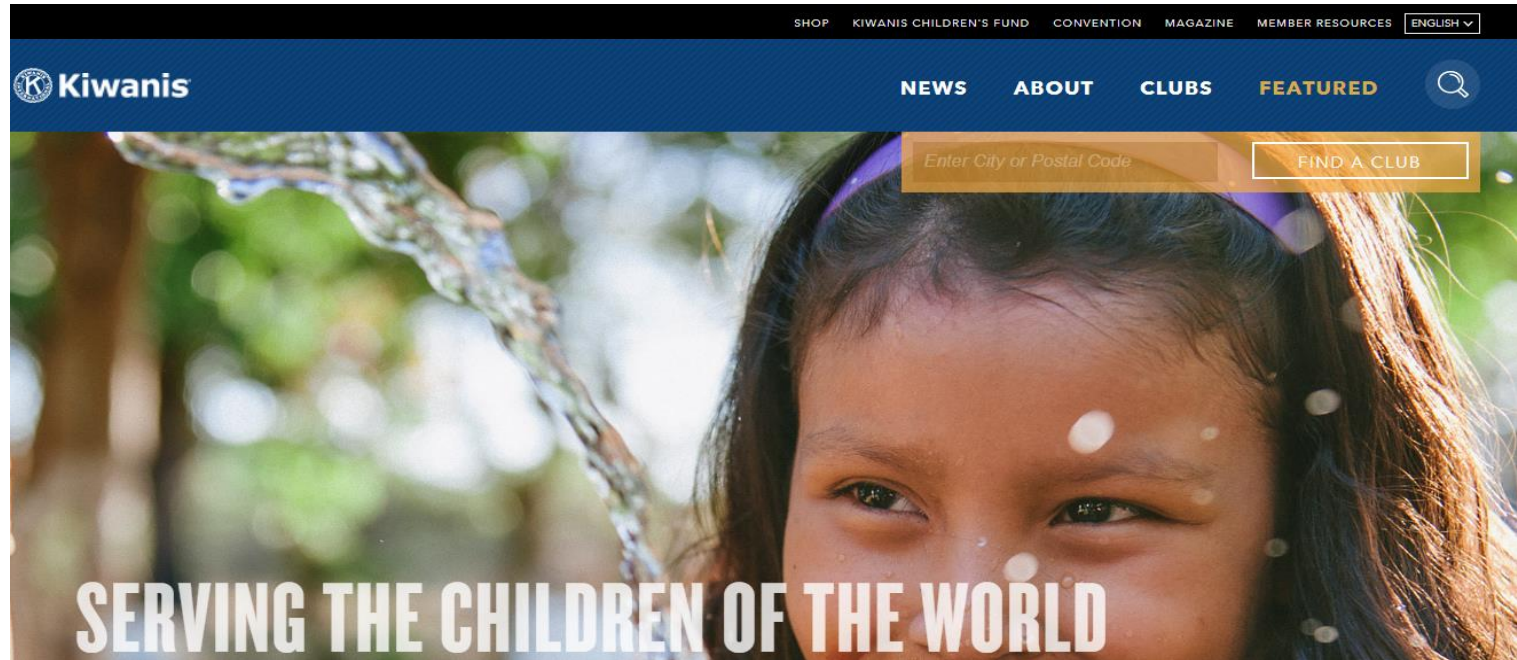 SHOP KIWANIS CHILDREN'S FUND CONVENTION MAGAZINE MEMBER RESOURCES ENGLISH
Kiwanis
NEWS ABOUT CLUBS FEATURED
Enter City or Postal Code FIND A CLUB
SERVING THE CHILDREN OF THE WORLD